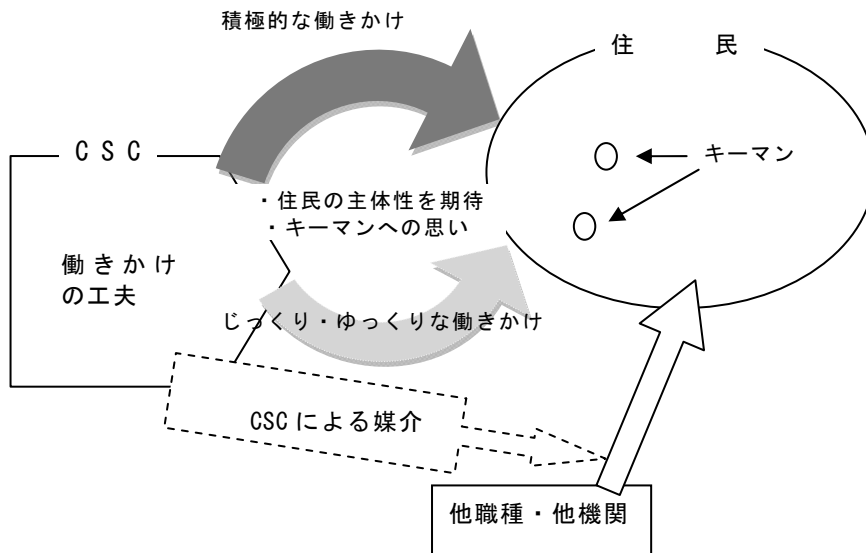 積極的な働きかけ
住　　民
CSC
キーマン
・住民の主体性を期待
・キーマンへの思い
働きかけ
の工夫
じっくり・ゆっくりな働きかけ
CSCによる媒介
他職種・他機関